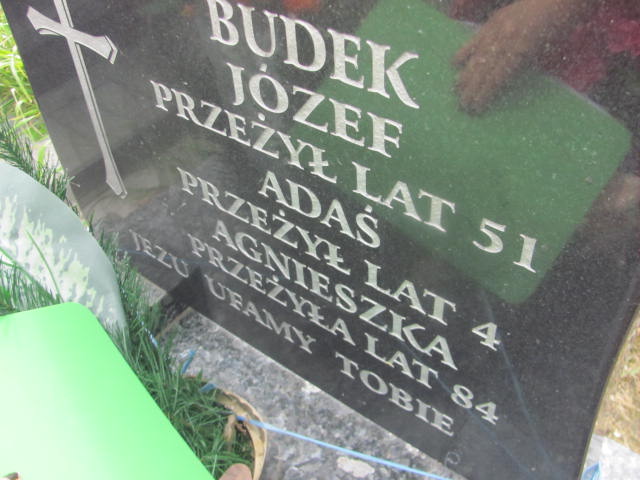 BUDEK
JÓZEF
PRZEŻYŁ LAT 51
ADAŚ
PRZEŻYŁ LAT 4
AGNIESZKA
PRZEŻYŁA LAT 84
JEZU UFAMY TOBIE